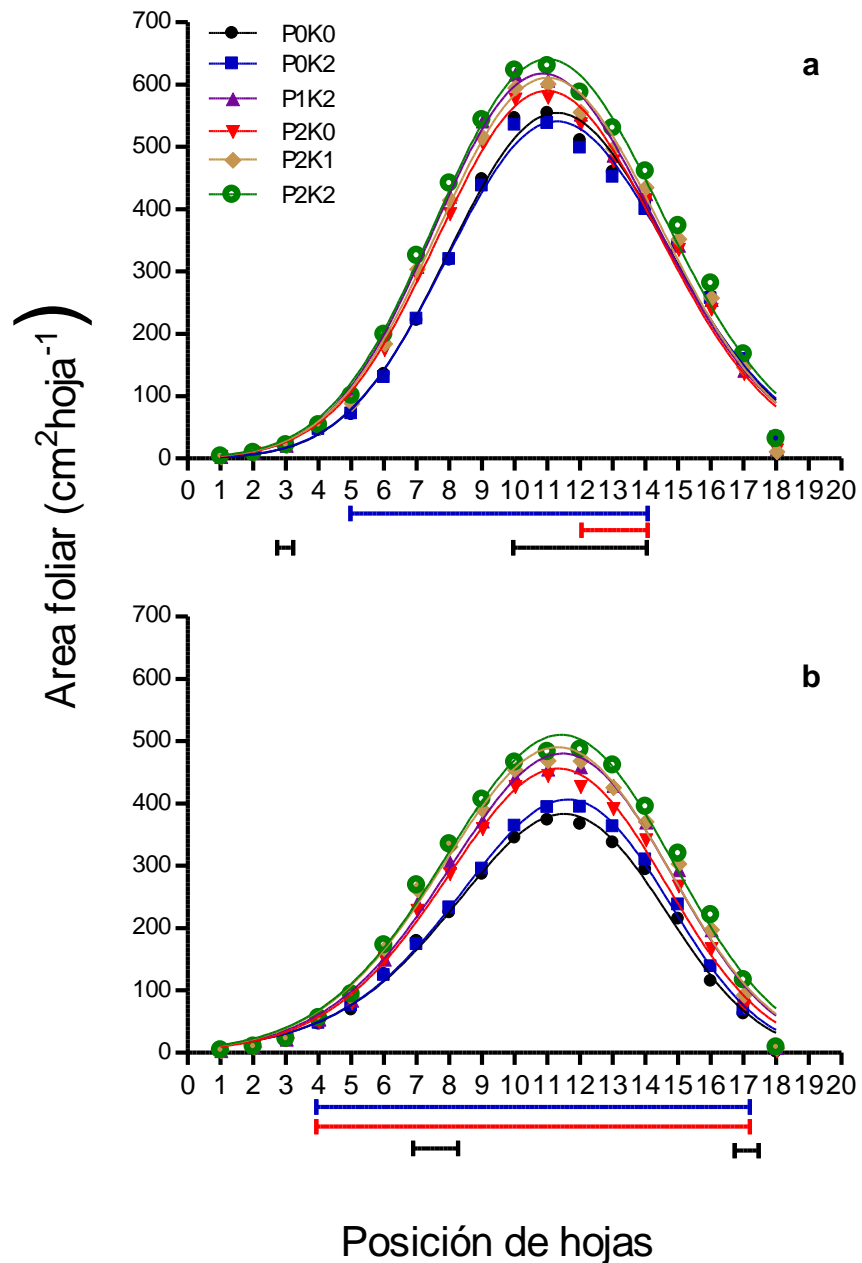 700
600
500
400
300
200
100
0
P0K0
P0K2
P1K2
P2K0
P2K1
P2K2
a
0 1 2 3 4 5 6 7 8 9 10 11 12 13 14 15 16 17 18 19 20
Area foliar (cm²hoja⁻¹)
700
600
500
400
300
200
100
0
b
0 1 2 3 4 5 6 7 8 9 10 11 12 13 14 15 16 17 18 19 20
Posición de hojas